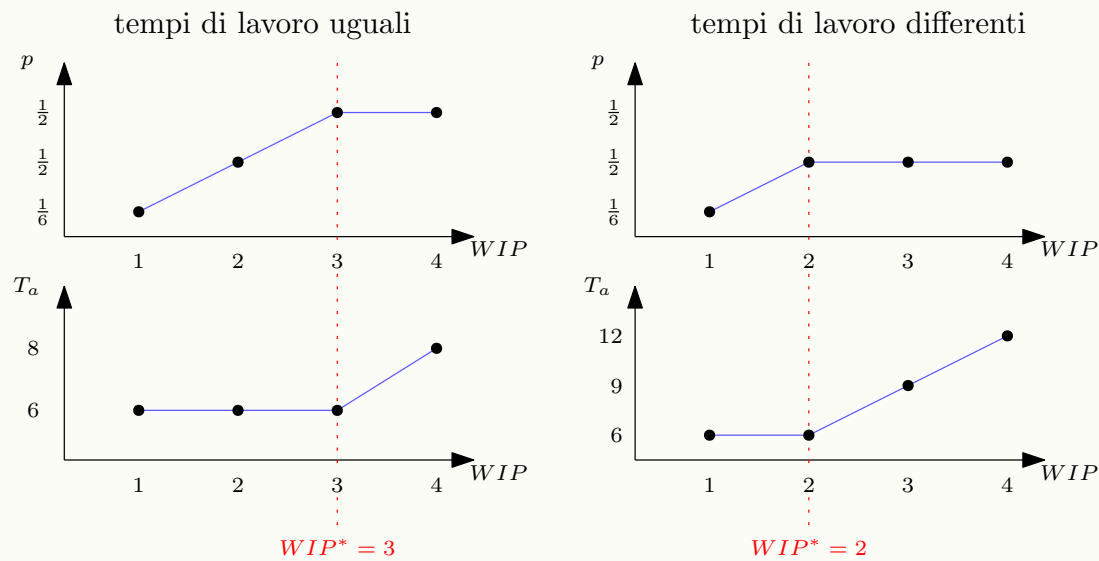 tempi di lavoro uguali
p
1/2
1/2
1/6
1 2 3 4
WIP
T_a
8
6
1 2 3 4
WIP
WIP* = 3
tempi di lavoro differenti
p
1/2
1/2
1/6
1 2 3 4
WIP
T_a
12
9
6
1 2 3 4
WIP
WIP* = 2